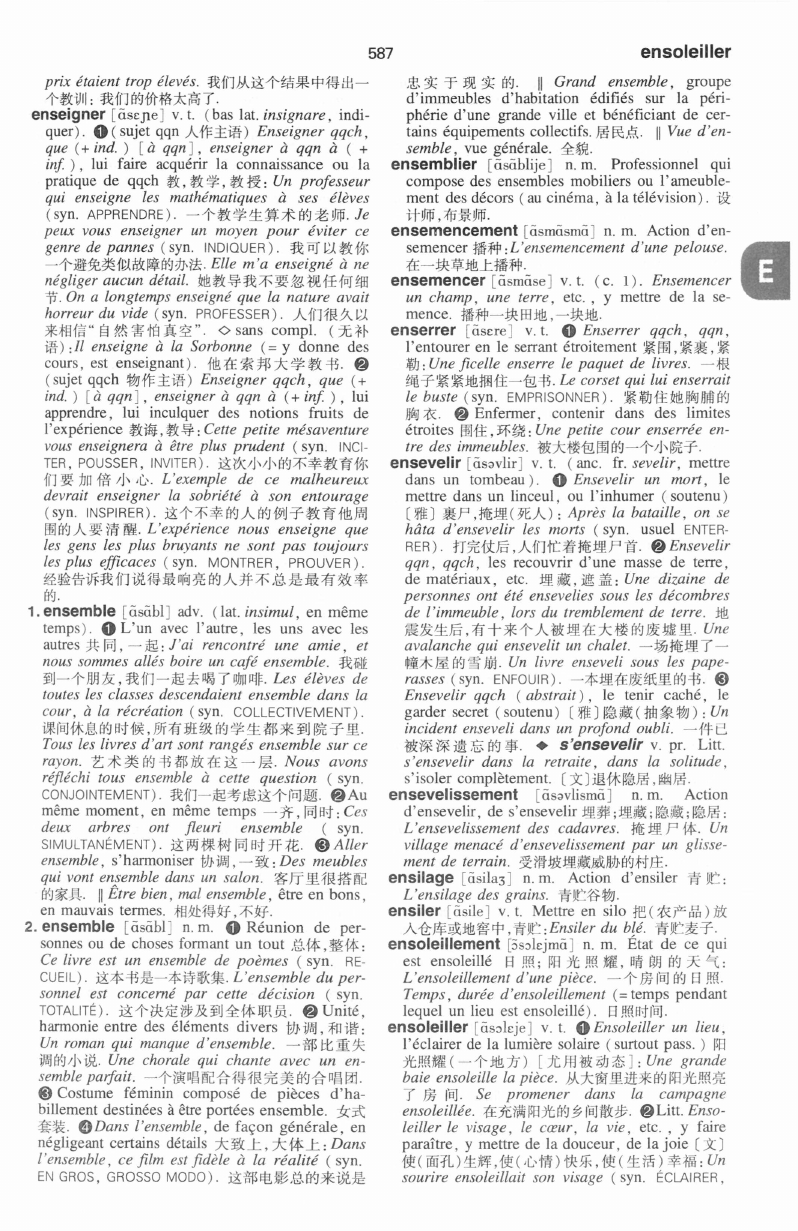 587
ensoleiller
prix étaient trop élevés. 我们从这个结果中得出一
个教训: 我们的价格太高了.
enseigner [ɑ̃sɛɲe] v. t. (bas lat. insignare, indi-
quer). ❶ (sujet qqn 人作主语) Enseigner qqch,
que (+ ind.) [à qqn], enseigner à qqn à ( +
inf.), lui faire acquérir la connaissance ou la
pratique de qqch 教,教学,教授: Un professeur
qui enseigne les mathématiques à ses élèves
(syn. APPRENDRE). 一个教学生算术的老师. Je
peux vous enseigner un moyen pour éviter ce
genre de pannes (syn. INDIQUER). 我可以教你
一个避免类似故障的办法. Elle m'a enseigné à ne
négliger aucun détail. 她教导我不要忽视任何细
节. On a longtemps enseigné que la nature avait
horreur du vide (syn. PROFESSER). 人们很久以
来相信“自然害怕真空”. ◇ sans compl. (无补
语): Il enseigne à la Sorbonne (= y donne des
cours, est enseignant). 他在索邦大学教书. ❷
(sujet qqch 物作主语) Enseigner qqch, que (+
ind.) [à qqn], enseigner à qqn à (+ inf.), lui
apprendre, lui inculquer des notions fruits de
l'expérience 教诲,教导: Cette petite mésaventure
vous enseignera à être plus prudent (syn. INCI-
TER, POUSSER, INVITER). 这次小小的不幸教育你
们要加倍小心. L'exemple de ce malheureux
devrait enseigner la sobriété à son entourage
(syn. INSPIRER). 这个不幸的人的例子教育他周
围的人要清醒. L'expérience nous enseigne que
les gens les plus bruyants ne sont pas toujours
les plus efficaces (syn. MONTRER, PROUVER).
经验告诉我们说得最响亮的人并不总是最有效率
的.
1. ensemble [ɑ̃sɑ̃bl] adv. (lat. insimul, en même
temps). ❶ L'un avec l'autre, les uns avec les
autres 共同, 一起: J'ai rencontré une amie, et
nous sommes allés boire un café ensemble. 我碰
到一个朋友,我们一起去喝了咖啡. Les élèves de
toutes les classes descendaient ensemble dans la
cour, à la récréation (syn. COLLECTIVEMENT).
课间休息的时候,所有班级的学生都来到院子里.
Tous les livres d'art sont rangés ensemble sur ce
rayon. 艺术类的书都放在这一层. Nous avons
réfléchi tous ensemble à cette question ( syn.
CONJOINTEMENT). 我们一起考虑这个问题. ❷ Au
même moment, en même temps 一齐,同时: Ces
deux arbres ont fleuri ensemble ( syn.
SIMULTANÉMENT). 这两棵树同时开花. ❸ Aller
ensemble, s'harmoniser 协调,一致: Des meubles
qui vont ensemble dans un salon. 客厅里很搭配
的家具. ‖ Être bien, mal ensemble, être en bons,
en mauvais termes. 相处得好,不好.
2. ensemble [ɑ̃sɑ̃bl] n. m. ❶ Réunion de per-
sonnes ou de choses formant un tout 总体,整体:
Ce livre est un ensemble de poèmes ( syn. RE-
CUEIL). 这本书是一本诗歌集. L'ensemble du per-
sonnel est concerné par cette décision ( syn.
TOTALITÉ). 这个决定涉及到全体职员. ❷ Unité,
harmonie entre des éléments divers 协调,和谐:
Un roman qui manque d'ensemble. 一部比重失
调的小说. Une chorale qui chante avec un en-
semble parfait. 一个演唱配合得很完美的合唱团.
❸ Costume féminin composé de pièces d'ha-
billement destinées à être portées ensemble. 女式
套装. ❹ Dans l'ensemble, de façon générale, en
négligeant certains détails 大致上,大体上: Dans
l'ensemble, ce film est fidèle à la réalité (syn.
EN GROS, GROSSO MODO). 这部电影总的来说是
忠实于现实的. ‖ Grand ensemble, groupe
d'immeubles d'habitation édifiés sur la péri-
phérie d'une grande ville et bénéficiant de cer-
tains équipements collectifs. 居民点. ‖ Vue d'en-
semble, vue générale. 全貌.
ensemblier [ɑ̃sɑ̃blije] n. m. Professionnel qui
compose des ensembles mobiliers ou l'ameuble-
ment des décors (au cinéma, à la télévision). 设
计师,布景师.
ensemencement [ɑ̃smɑ̃smɑ̃] n. m. Action d'en-
semencer 播种: L'ensemencement d'une pelouse.
在一块草地上播种.
ensemencer [ɑ̃smɑ̃se] v. t. (c. 1). Ensemencer
un champ, une terre, etc., y mettre de la se-
mence. 播种一块田地,一块地.
enserrer [ɑ̃sere] v. t. ❶ Enserrer qqch, qqn,
l'entourer en le serrant étroitement 紧围,紧裹,紧
勒: Une ficelle enserre le paquet de livres. 一根
绳子紧紧地捆住一包书. Le corset qui lui enserrait
le buste (syn. EMPRISONNER). 紧勒住她胸脯的
胸衣. ❷ Enfermer, contenir dans des limites
étroites 围住,环绕: Une petite cour enserrée en-
tre des immeubles. 被大楼包围的一个小院子.
ensevelir [ɑ̃səvlir] v. t. (anc. fr. sevelir, mettre
dans un tombeau). ❶ Ensevelir un mort, le
mettre dans un linceul, ou l'inhumer (soutenu)
〔雅〕裹尸,掩埋(死人): Après la bataille, on se
hâta d'ensevelir les morts (syn. usuel ENTER-
RER). 打完仗后,人们忙着掩埋尸首. ❷ Ensevelir
qqn, qqch, les recouvrir d'une masse de terre,
de matériaux, etc. 埋藏,遮盖: Une dizaine de
personnes ont été ensevelies sous les décombres
de l'immeuble, lors du tremblement de terre. 地
震发生后,有十来个人被埋在大楼的废墟里. Une
avalanche qui ensevelit un chalet. 一场掩埋了一
幢木屋的雪崩. Un livre enseveli sous les pape-
rasses (syn. ENFOUIR). 一本埋在废纸里的书. ❸
Ensevelir qqch (abstrait), le tenir caché, le
garder secret (soutenu)〔雅〕隐藏(抽象物): Un
incident enseveli dans un profond oubli. 一件已
被深深遗忘的事. ◆ s'ensevelir v. pr. Litt.
s'ensevelir dans la retraite, dans la solitude,
s'isoler complètement. 〔文〕退休隐居,幽居.
ensevelissement [ɑ̃səvlismɑ̃] n. m. Action
d'ensevelir, de s'ensevelir 埋葬;埋藏;隐藏;隐居:
L'ensevelissement des cadavres. 掩埋尸体. Un
village menacé d'ensevelissement par un glisse-
ment de terrain. 受滑坡埋藏威胁的村庄.
ensilage [ɑ̃silaʒ] n. m. Action d'ensiler 青贮:
L'ensilage des grains. 青贮谷物.
ensiler [ɑ̃sile] v. t. Mettre en silo 把(农产品)放
入仓库或地窖中,青贮: Ensiler du blé. 青贮麦子.
ensoleillement [ɔ̃sɔlɛjmɑ̃] n. m. État de ce qui
est ensoleillé 日照; 阳光照耀, 晴朗的天气:
L'ensoleillement d'une pièce. 一个房间的日照.
Temps, durée d'ensoleillement (= temps pendant
lequel un lieu est ensoleillé). 日照时间.
ensoleiller [ɑ̃sɔleje] v. t. ❶ Ensoleiller un lieu,
l'éclairer de la lumière solaire (surtout pass.) 阳
光照耀(一个地方)[尤用被动态]: Une grande
baie ensoleille la pièce. 从大窗里进来的阳光照亮
了房间. Se promener dans la campagne
ensoleillée. 在充满阳光的乡间散步. ❷ Litt. Enso-
leiller le visage, le cœur, la vie, etc., y faire
paraître, y mettre de la douceur, de la joie〔文〕
使(面孔)生辉,使(心情)快乐,使(生活)幸福: Un
sourire ensoleillait son visage (syn. ÉCLAIRER,
E